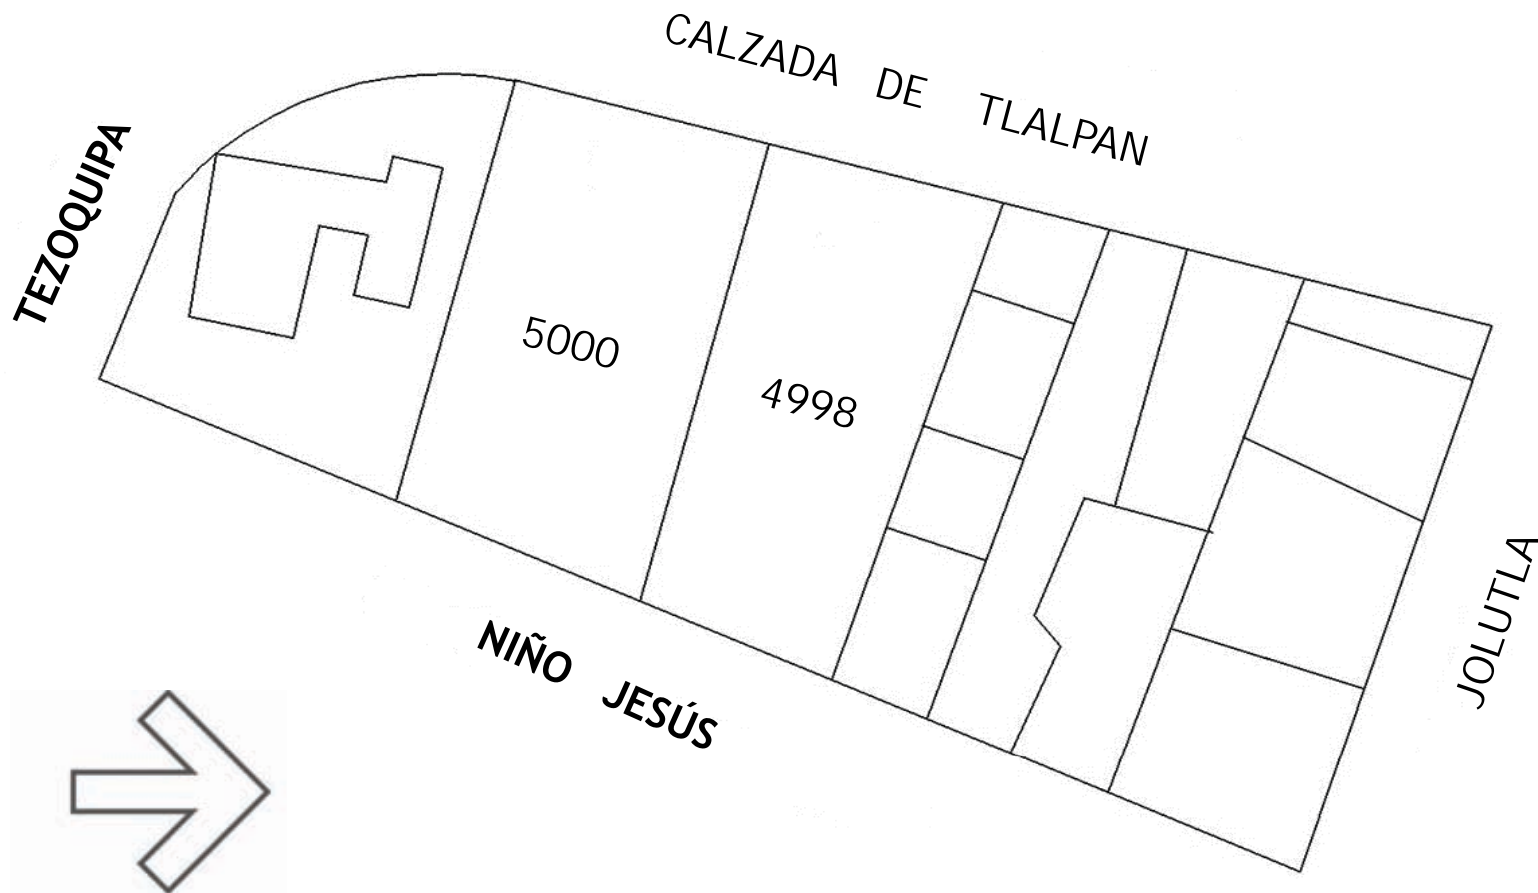 CALZADA DE TLALPAN
TEZOQUIPA
5000
4998
JOLUTLA
NIÑO JESÚS